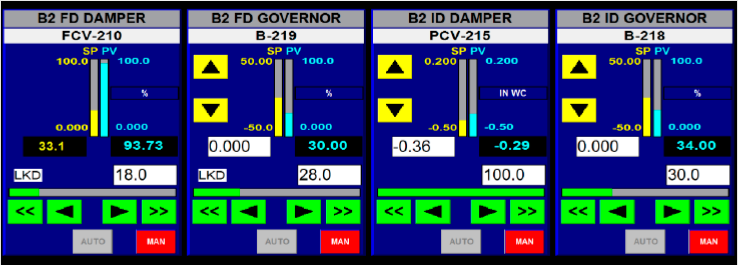 B2 FD DAMPER
FCV-210
SP PV
100.0 100.0
%
0.000 0.000
33.1 93.73
LKD 18.0
<< >>
AUTO MAN
B2 FD GOVERNOR
B-219
SP PV
50.00 100.0
%
-50.0 0.000
0.000 30.00
LKD 28.0
<< >>
AUTO MAN
B2 ID DAMPER
PCV-215
SP PV
0.200 0.200
IN WC
-0.50 -0.50
-0.36 -0.29
100.0
<< >>
AUTO MAN
B2 ID GOVERNOR
B-218
SP PV
50.00 100.0
%
-50.0 0.000
0.000 34.00
30.0
<< >>
AUTO MAN